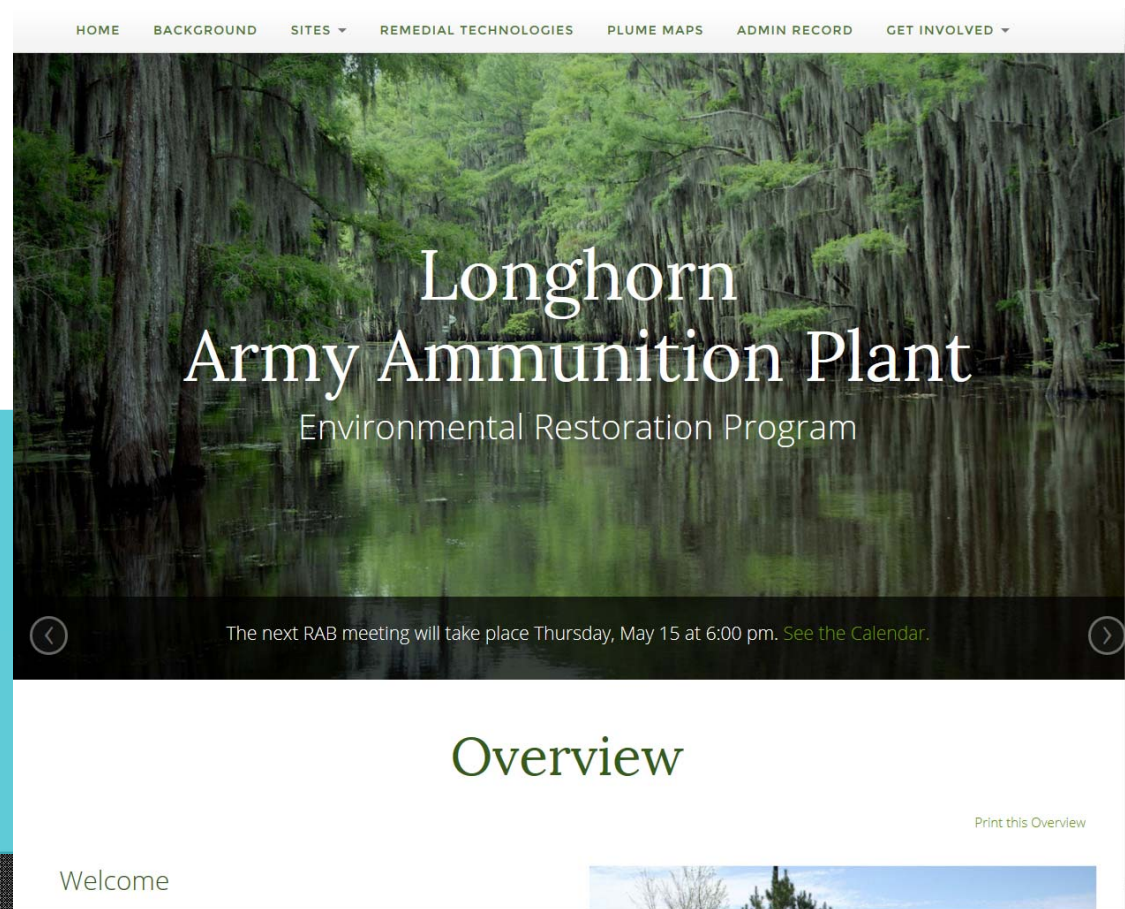 HOME BACKGROUND SITES REMEDIAL TECHNOLOGIES PLUME MAPS ADMIN RECORD GET INVOLVED
Longhorn
Army Ammunition Plant
Environmental Restoration Program
The next RAB meeting will take place Thursday, May 15 at 6:00 pm. See the Calendar.
Overview
Print this Overview
Welcome